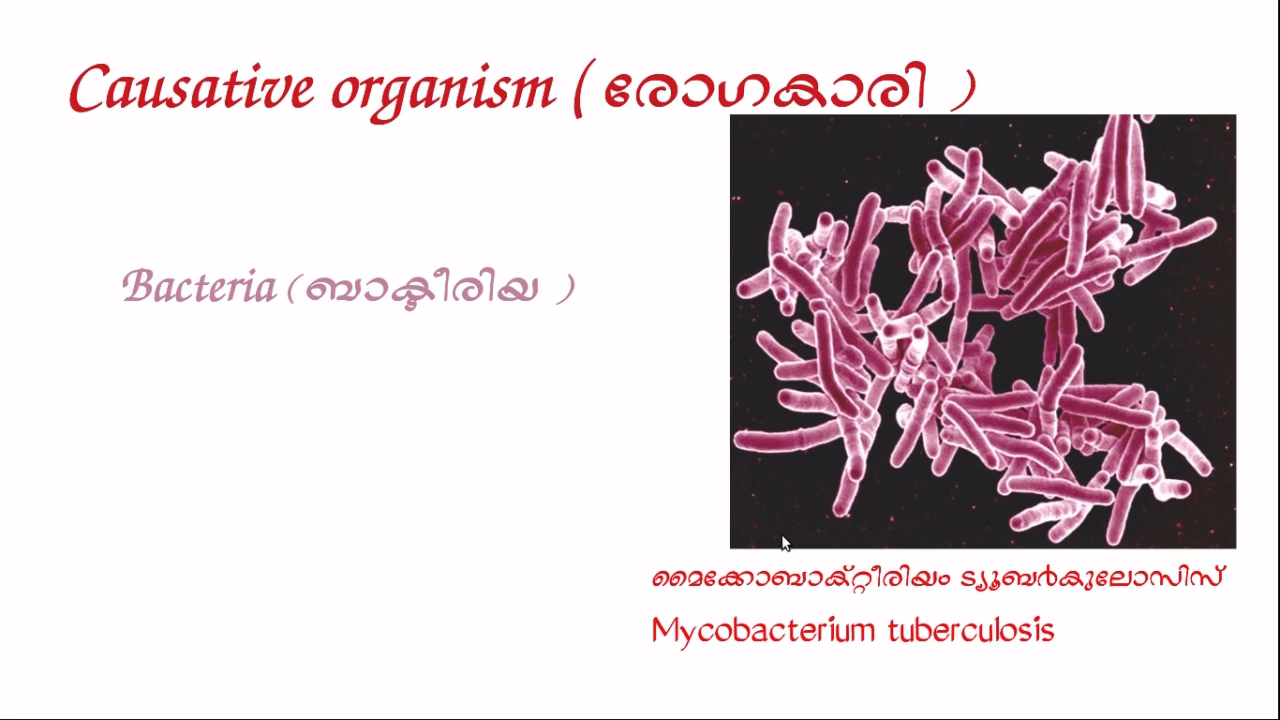 Causative organism ( രോഗകാരി )
Bacteria ( ബാക്ടീരിയ )
മൈക്കോബാക്റ്റീരിയം ട്യൂബർകുലോസിസ്
Mycobacterium tuberculosis